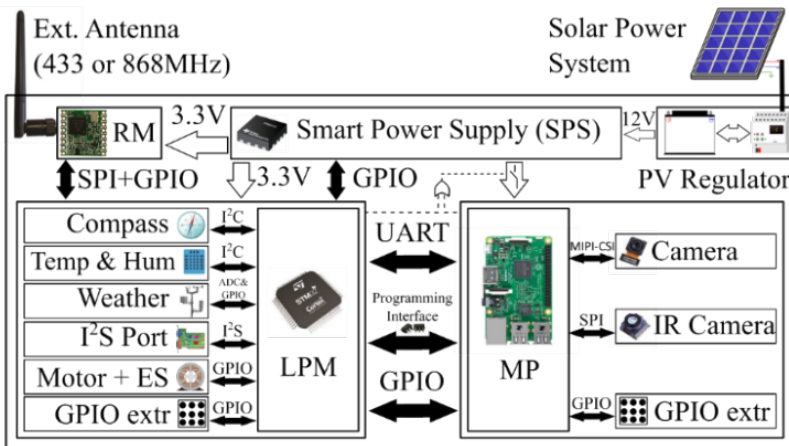 Ext. Antenna
(433 or 868MHz)
Solar Power
System
RM
3.3V
Smart Power Supply (SPS)
12V
SPI+GPIO
3.3V
GPIO
PV Regulator
Compass
I²C
Temp & Hum
I²C
Weather
ADC&
GPIO
I²S Port
I²S
Motor + ES
GPIO
GPIO extr
GPIO
STM32
Cortex
LPM
UART
Programming
Interface
GPIO
MP
MIPI-CSI
Camera
SPI
IR Camera
GPIO
GPIO extr